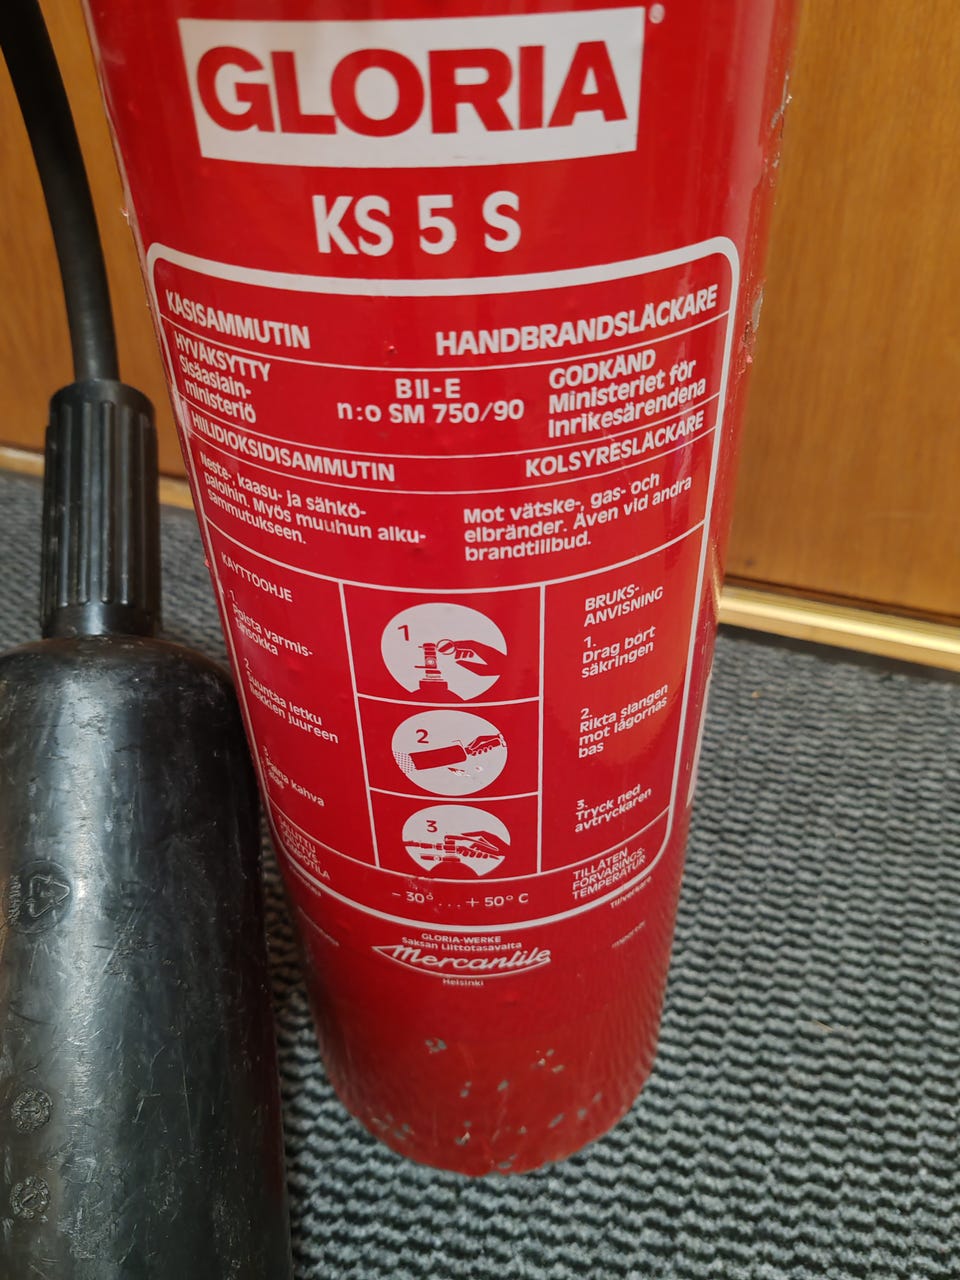 GLORIA
KS 5 S
KÄSISAMMUTIN
HANDBRANDSLÄCKARE
HYVÄKSYTTY
Sisäasiain-
ministeriö
BII-E
n:o SM 750/90
GODKÄND
Ministeriet för
Inrikesärendena
HIILIDIOKSIDISAMMUTIN
KOLSYRESLÄCKARE
Neste-, kaasu- ja sähkö-
paloihin. Myös muuhun alku-
sammutukseen.
Mot vätske-, gas- och
elbränder. Även vid andra
brandtillbud.
KÄYTTÖOHJE
1.
Poista varmis-
tussokka
2.
Suuntaa letku
liekkien juureen
3.
Paina kahva
alas
1
2
3
BRUKS-
ANVISNING
1.
Drag bort
säkringen
2.
Rikta slangen
mot lågornas
bas
3.
Tryck ned
avtryckaren
SALLITTU
- 30° ... + 50° C
TILLÅTEN
FÖRVARINGS-
TEMPERATUR
Tillverkare
GLORIA-WERKE
Saksan Liittotasavalta
Mercantile
Helsinki
Importör